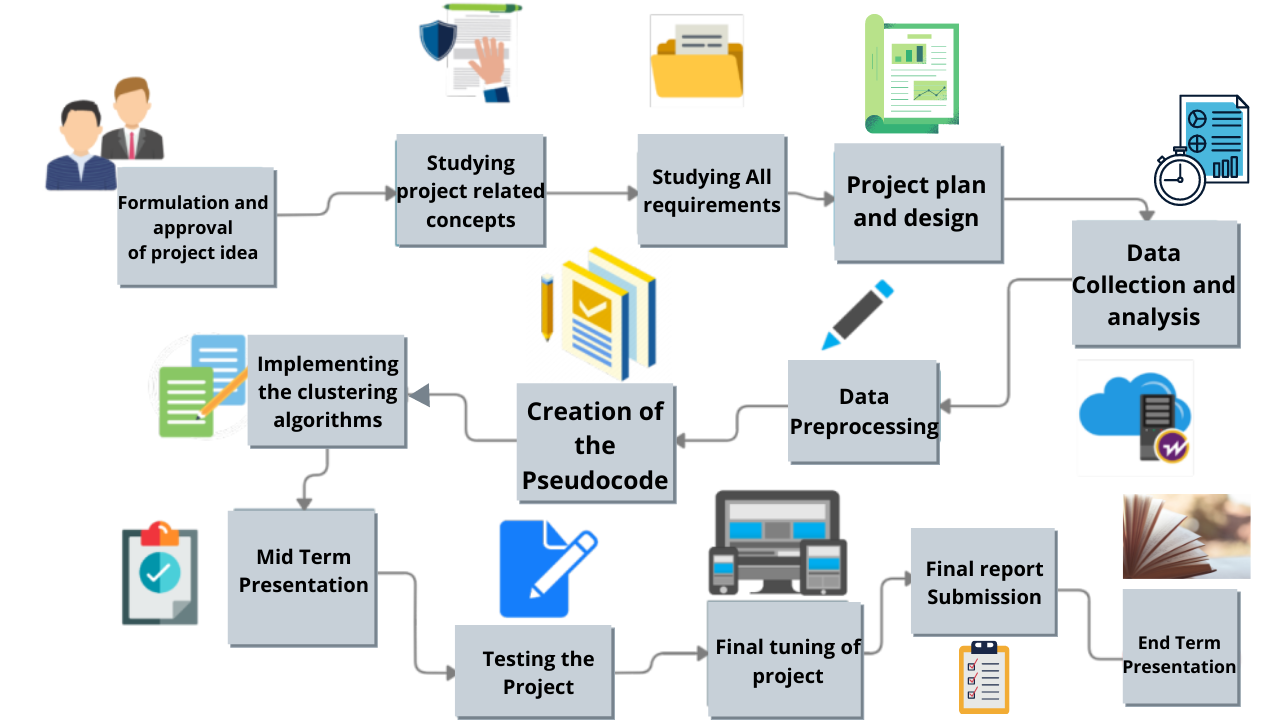 Formulation and
approval
of project idea
Studying
project related
concepts
Studying All
requirements
Project plan
and design
Data
Collection and
analysis
Data
Preprocessing
Creation of
the
Pseudocode
Implementing
the clustering
algorithms
Mid Term
Presentation
Testing the
Project
Final tuning of
project
Final report
Submission
End Term
Presentation